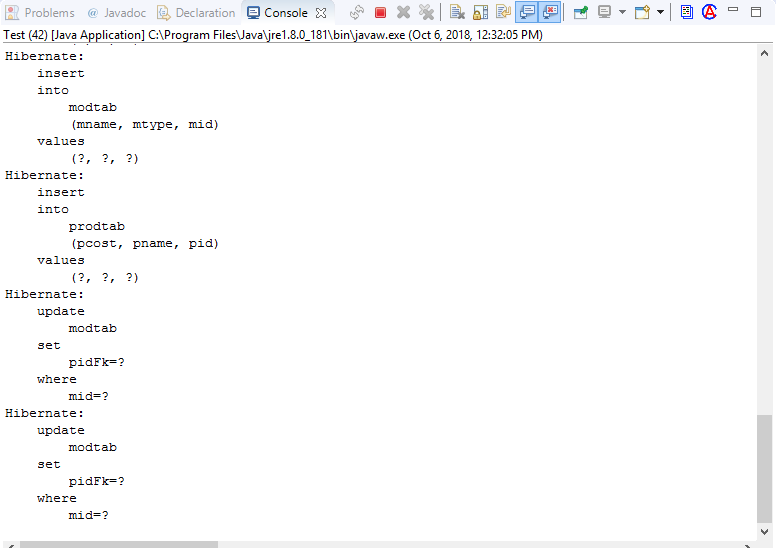 Problems @ Javadoc Declaration Console
Test (42) [Java Application] C:\Program Files\Java\jre1.8.0_181\bin\javaw.exe (Oct 6, 2018, 12:32:05 PM)
Hibernate:
    insert
    into
        modtab
        (mname, mtype, mid)
    values
        (?, ?, ?)
Hibernate:
    insert
    into
        prodtab
        (pcost, pname, pid)
    values
        (?, ?, ?)
Hibernate:
    update
        modtab
    set
        pidFk=?
    where
        mid=?
Hibernate:
    update
        modtab
    set
        pidFk=?
    where
        mid=?